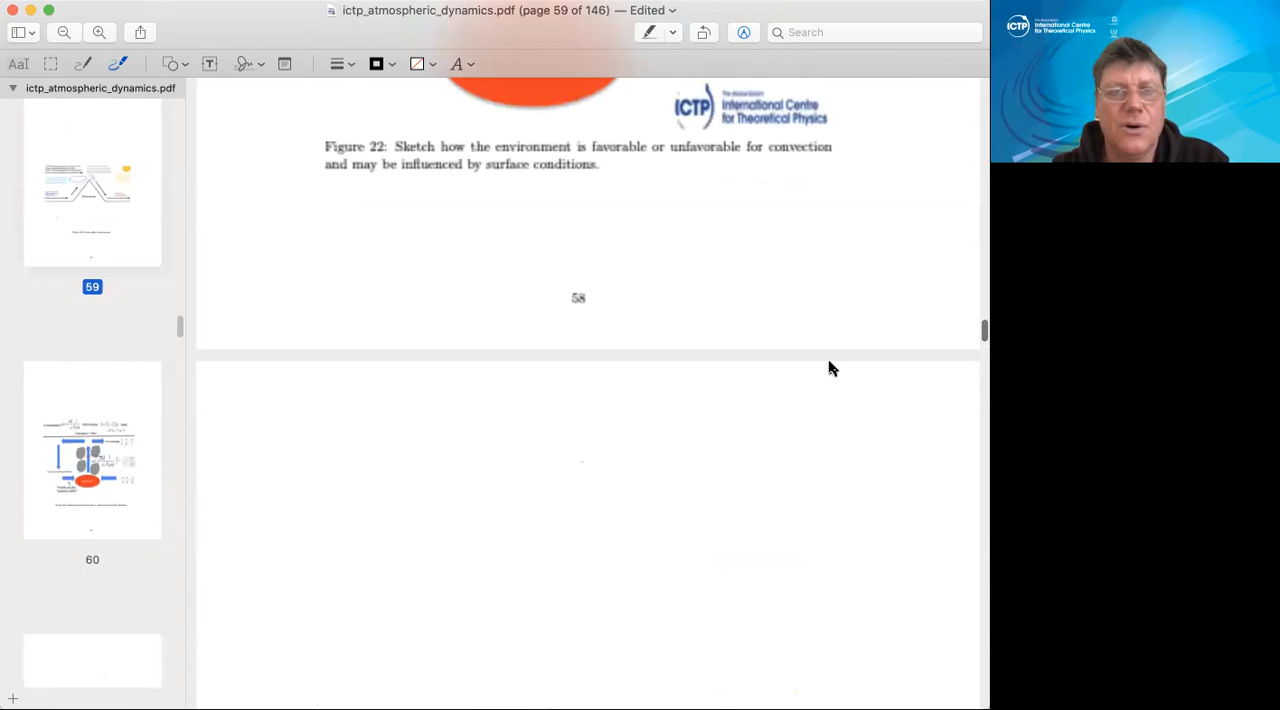 ictp_atmospheric_dynamics.pdf (page 59 of 146) — Edited
Search
AaI
T
A
ictp_atmospheric_dynamics.pdf
59
60
ICTP
International Centre
for Theoretical Physics
Figure 22: Sketch how the environment is favorable or unfavorable for convection
and may be influenced by surface conditions.
58
ICTP
International Centre
for Theoretical Physics